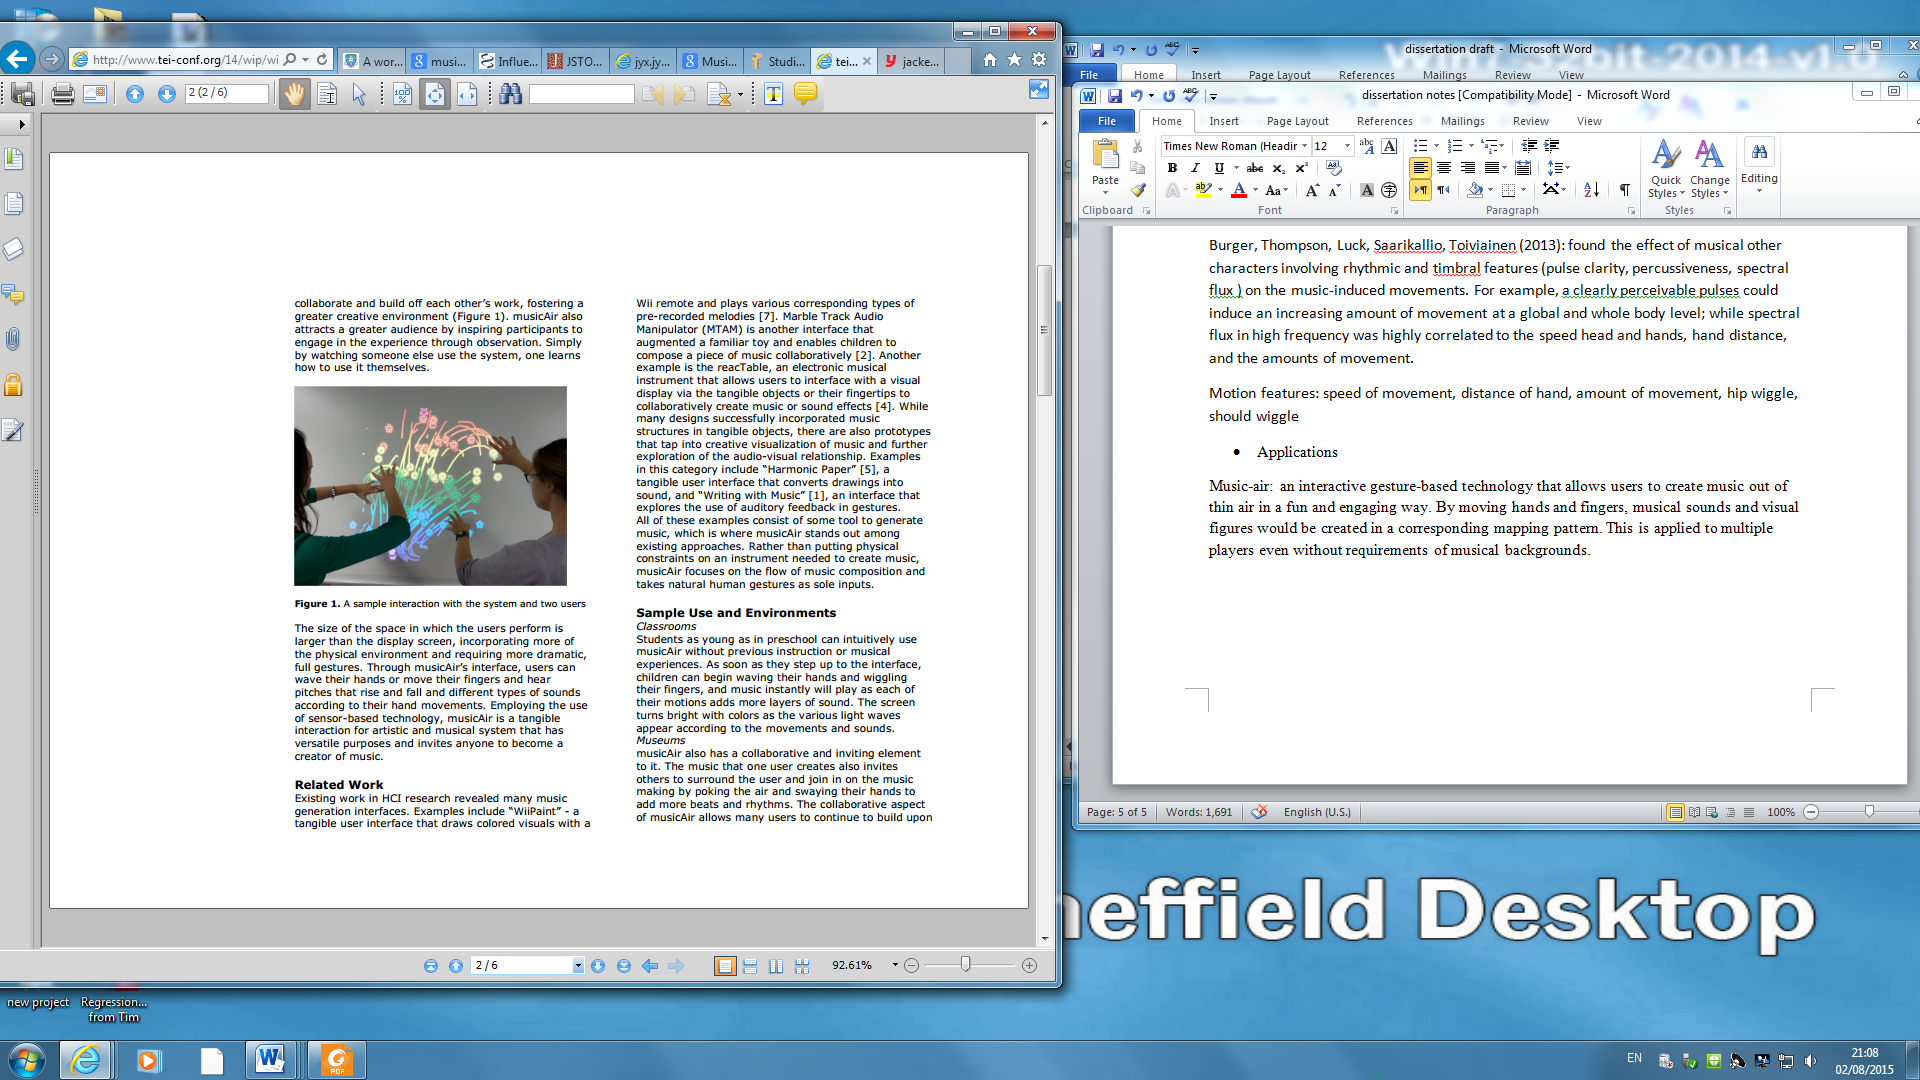 http://www.tei-conf.org/14/wip/wi
A wor...
musi...
Influe...
JSTO...
jyx.jy...
Musi...
Studi...
tei...
jacke...
2 (2 / 6)
collaborate and build off each other's work, fostering a
greater creative environment (Figure 1). musicAir also
attracts a greater audience by inspiring participants to
engage in the experience through observation. Simply
by watching someone else use the system, one learns
how to use it themselves.
Figure 1. A sample interaction with the system and two users
The size of the space in which the users perform is
larger than the display screen, incorporating more of
the physical environment and requiring more dramatic,
full gestures. Through musicAir's interface, users can
wave their hands or move their fingers and hear
pitches that rise and fall and different types of sounds
according to their hand movements. Employing the use
of sensor-based technology, musicAir is a tangible
interaction for artistic and musical system that has
versatile purposes and invites anyone to become a
creator of music.
Related Work
Existing work in HCI research revealed many music
generation interfaces. Examples include “WiiPaint” - a
tangible user interface that draws colored visuals with a
Wii remote and plays various corresponding types of
pre-recorded melodies [7]. Marble Track Audio
Manipulator (MTAM) is another interface that
augmented a familiar toy and enables children to
compose a piece of music collaboratively [2]. Another
example is the reacTable, an electronic musical
instrument that allows users to interface with a visual
display via the tangible objects or their fingertips to
collaboratively create music or sound effects [4]. While
many designs successfully incorporated music
structures in tangible objects, there are also prototypes
that tap into creative visualization of music and further
exploration of the audio-visual relationship. Examples
in this category include “Harmonic Paper” [5], a
tangible user interface that converts drawings into
sound, and “Writing with Music” [1], an interface that
explores the use of auditory feedback in gestures.
All of these examples consist of some tool to generate
music, which is where musicAir stands out among
existing approaches. Rather than putting physical
constraints on an instrument needed to create music,
musicAir focuses on the flow of music composition and
takes natural human gestures as sole inputs.
Sample Use and Environments
Classrooms
Students as young as in preschool can intuitively use
musicAir without previous instruction or musical
experiences. As soon as they step up to the interface,
children can begin waving their hands and wiggling
their fingers, and music instantly will play as each of
their motions adds more layers of sound. The screen
turns bright with colors as the various light waves
appear according to the movements and sounds.
Museums
musicAir also has a collaborative and inviting element
to it. The music that one user creates also invites
others to surround the user and join in on the music
making by poking the air and swaying their hands to
add more beats and rhythms. The collaborative aspect
of musicAir allows many users to continue to build upon
2 / 6
92.61%
dissertation draft - Microsoft Word
File Home Insert Page Layout References Mailings Review View
dissertation notes [Compatibility Mode] - Microsoft Word
File Home Insert Page Layout References Mailings Review View
Paste
Clipboard
Times New Roman (Headir 12
Font
Paragraph
Quick Styles
Change Styles
Styles
Editing
Burger, Thompson, Luck, Saarikallio, Toiviainen (2013): found the effect of musical other
characters involving rhythmic and timbral features (pulse clarity, percussiveness, spectral
flux ) on the music-induced movements. For example, a clearly perceivable pulses could
induce an increasing amount of movement at a global and whole body level; while spectral
flux in high frequency was highly correlated to the speed head and hands, hand distance,
and the amounts of movement.
Motion features: speed of movement, distance of hand, amount of movement, hip wiggle,
should wiggle
• Applications
Music-air: an interactive gesture-based technology that allows users to create music out of
thin air in a fun and engaging way. By moving hands and fingers, musical sounds and visual
figures would be created in a corresponding mapping pattern. This is applied to multiple
players even without requirements of musical backgrounds.
Page: 5 of 5
Words: 1,691
English (U.S.)
100%
effield Desktop
new project
Regression...
from Tim
EN
21:08
02/08/2015